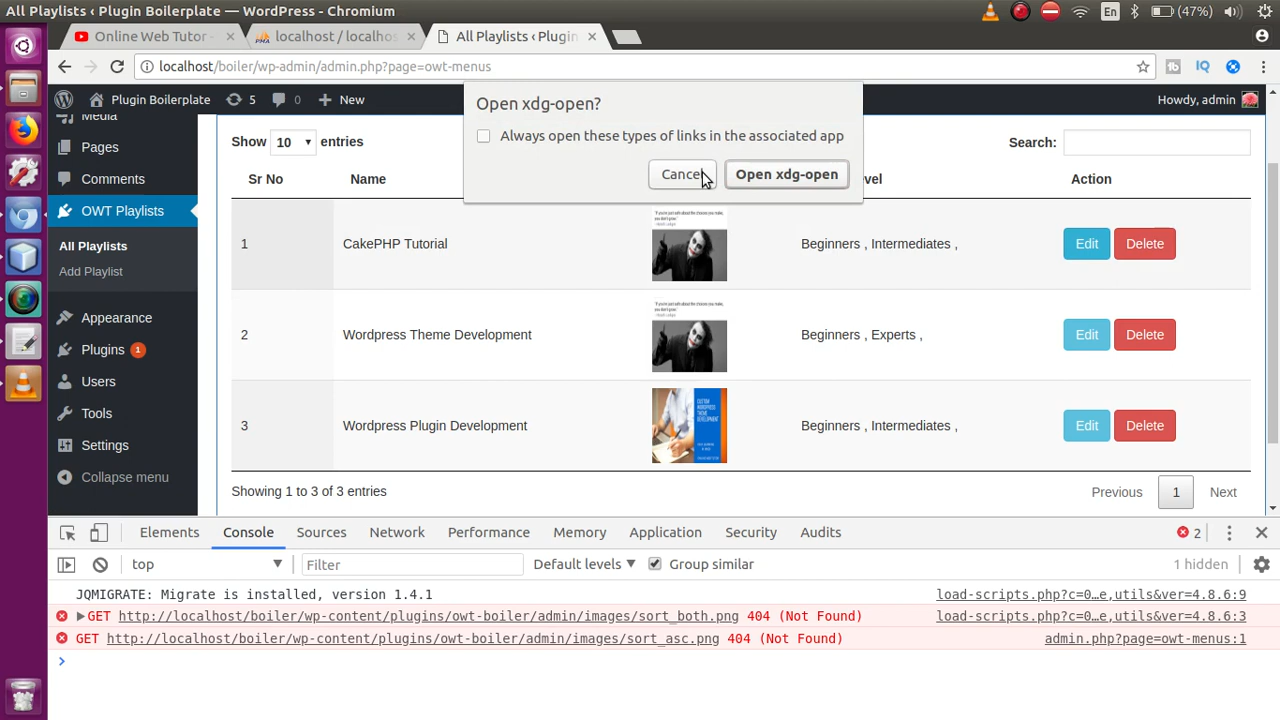 All Playlists ‹ Plugin Boilerplate — WordPress - Chromium
En
(47%)
Online Web Tutor -
localhost / localhos
All Playlists ‹ Plugin
localhost/boiler/wp-admin/admin.php?page=owt-menus
Plugin Boilerplate
5
0
New
Howdy, admin
Open xdg-open?
Always open these types of links in the associated app
Cancel
Open xdg-open
Media
Pages
Comments
OWT Playlists
All Playlists
Add Playlist
Appearance
Plugins 1
Users
Tools
Settings
Collapse menu
Show 10 entries
Search:
Sr No
Name
evel
Action
1
CakePHP Tutorial
Beginners , Intermediates ,
Edit
Delete
2
Wordpress Theme Development
Beginners , Experts ,
Edit
Delete
3
Wordpress Plugin Development
CUSTOM
WORDPRESS
THEME
DEVELOPMENT
Beginners , Intermediates ,
Edit
Delete
Showing 1 to 3 of 3 entries
Previous
1
Next
Elements
Console
Sources
Network
Performance
Memory
Application
Security
Audits
2
top
Filter
Default levels
Group similar
1 hidden
JQMIGRATE: Migrate is installed, version 1.4.1
load-scripts.php?c=0…e,utils&ver=4.8.6:9
GET http://localhost/boiler/wp-content/plugins/owt-boiler/admin/images/sort_both.png 404 (Not Found)
load-scripts.php?c=0…e,utils&ver=4.8.6:3
GET http://localhost/boiler/wp-content/plugins/owt-boiler/admin/images/sort_asc.png 404 (Not Found)
admin.php?page=owt-menus:1